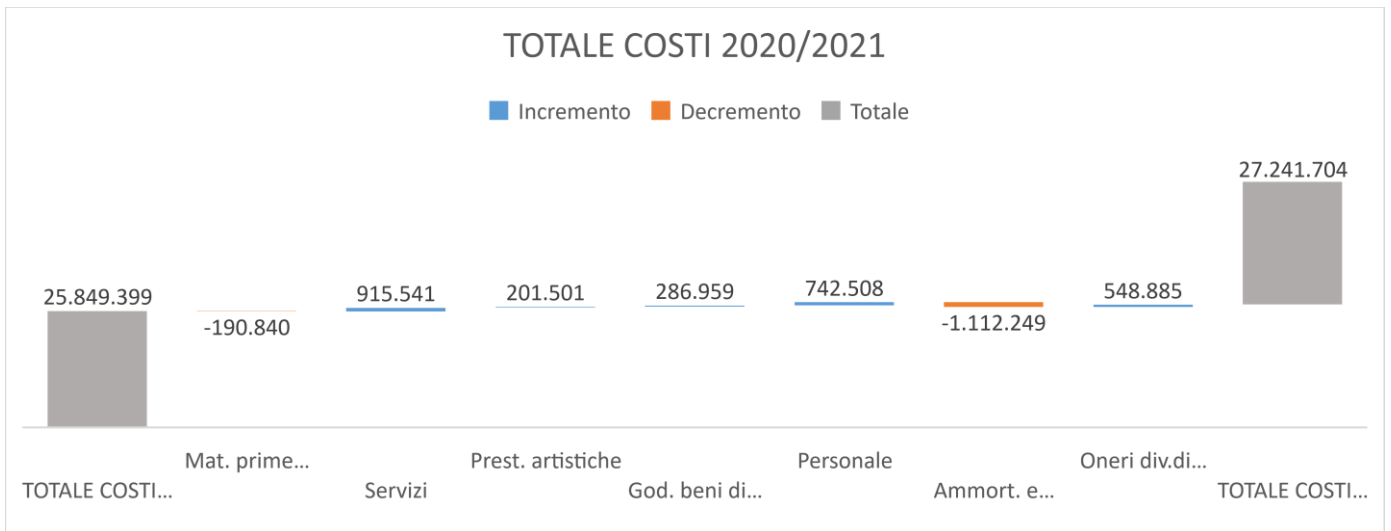 TOTALE COSTI 2020/2021
Incremento Decremento Totale
27.241.704
25.849.399 -190.840 915.541 201.501 286.959 742.508 -1.112.249 548.885
Mat. prime... Prest. artistiche Personale Oneri div.di...
TOTALE COSTI... Servizi God. beni di... Ammort. e... TOTALE COSTI...